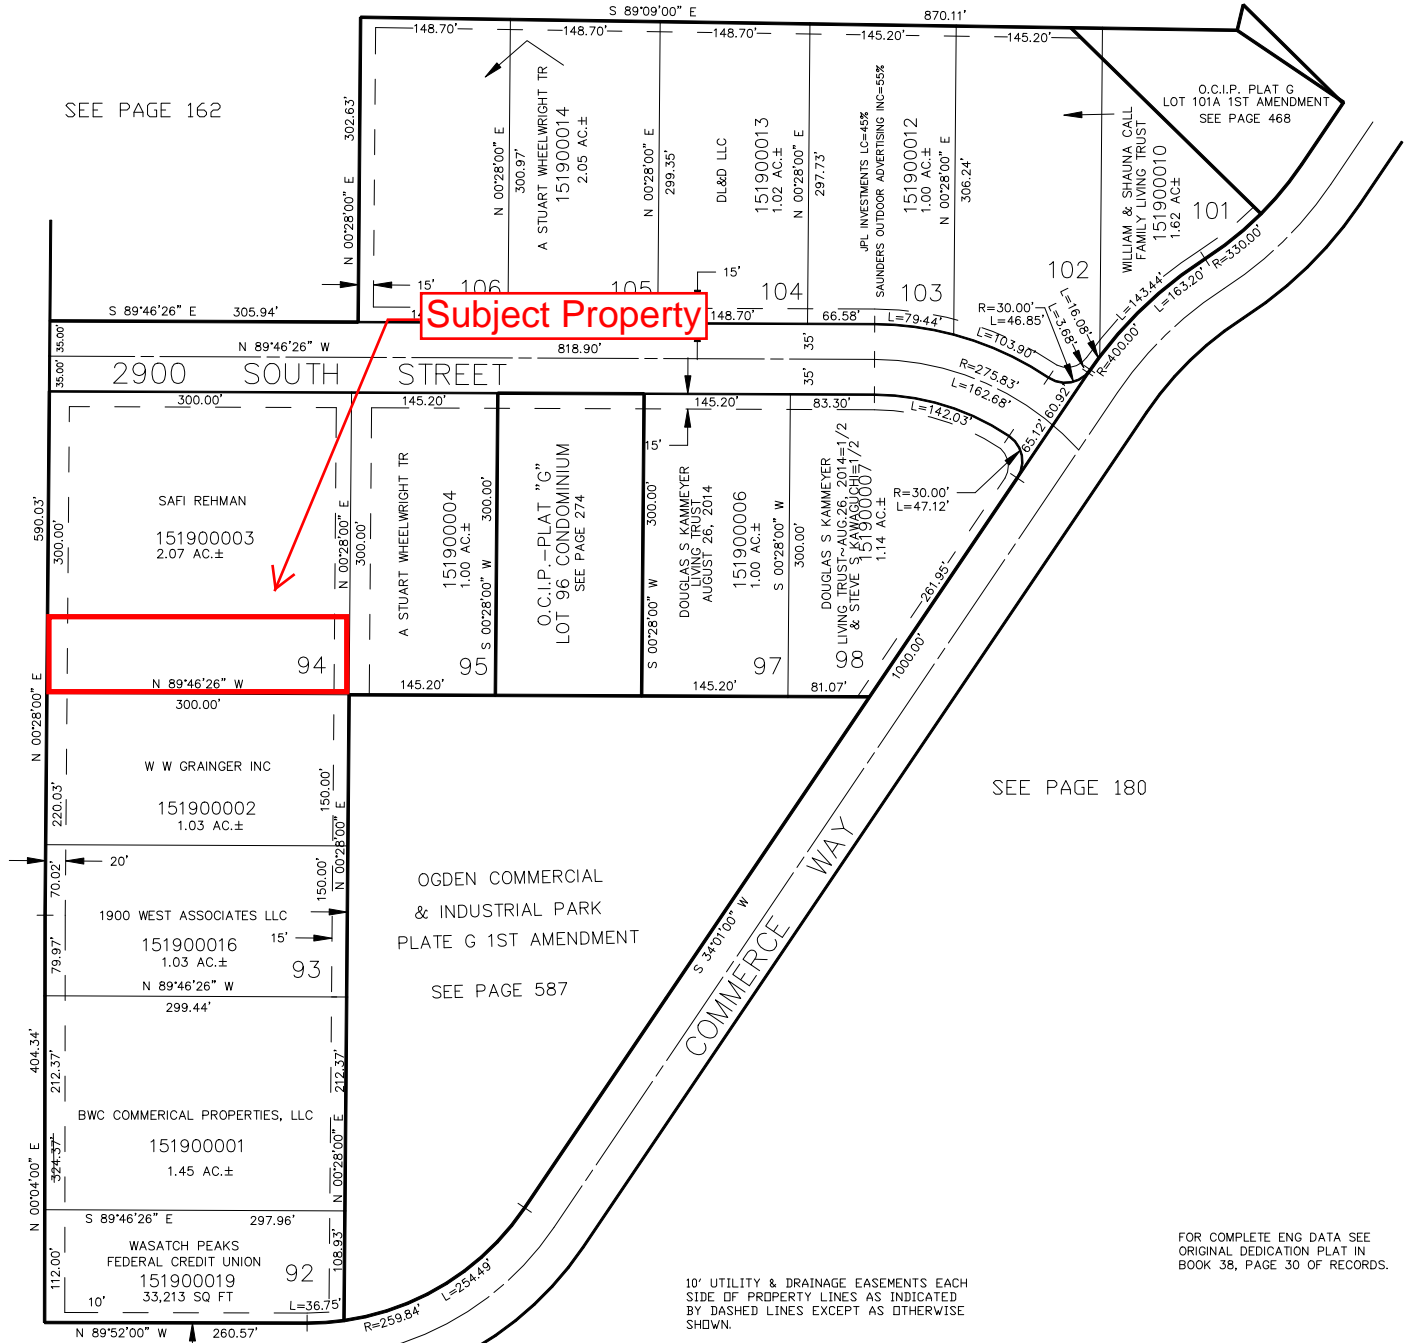 S 89°09'00" E
870.11'
148.70'
148.70'
148.70'
145.20'
145.20'
SEE PAGE 162
302.63'
N 00°28'00" E
N 00°28'00" E
300.97'
A STUART WHEELWRIGHT TR
151900014
2.05 AC.±
N 00°28'00" E
299.35'
DL&D LLC
151900013
1.02 AC.±
N 00°28'00" E
297.73'
JPL INVESTMENTS LC=45%
SAUNDERS OUTDOOR ADVERTISING INC=55%
151900012
1.00 AC.±
N 00°28'00" E
306.24'
WILLIAM & SHAUNA CALL
FAMILY LIVING TRUST
151900010
1.62 AC±
O.C.I.P. PLAT G
LOT 101A 1ST AMENDMENT
SEE PAGE 468
101
102
103
104
105
106
15'
15'
S 89°46'26" E
305.94'
Subject Property
148.70'
66.58'
L=79.44'
L=103.90'
R=30.00'
L=46.85'
L=3.68'
L=16.08'
L=143.44'
L=163.20'
R=330.00'
R=400.00'
35.00'
35.00'
N 89°46'26" W
818.90'
35'
35'
2900 SOUTH STREET
R=275.83'
L=162.68'
60.92'
65.12'
300.00'
145.20'
145.20'
83.30'
L=142.03'
15'
R=30.00'
L=47.12'
590.03'
300.00'
SAFI REHMAN
151900003
2.07 AC.±
N 00°28'00" E
300.00'
A STUART WHEELWRIGHT TR
151900004
1.00 AC.±
S 00°28'00" W
300.00'
O.C.I.P.-PLAT "G"
LOT 96 CONDOMINIUM
SEE PAGE 274
S 00°28'00" W
300.00'
DOUGLAS S KAMMEYER
LIVING TRUST
AUGUST 26, 2014
151900006
1.00 AC.±
S 00°28'00" W
300.00'
DOUGLAS S KAMMEYER
LIVING TRUST~AUG.26, 2014=1/2
& STEVE S KAWAGUCHI=1/2
151900007
1.14 AC.±
261.95'
1000.00'
94
95
97
98
N 89°46'26" W
300.00'
145.20'
145.20'
81.07'
N 00°28'00" E
220.03'
W W GRAINGER INC
151900002
1.03 AC.±
150.00'
N 00°28'00" E
SEE PAGE 180
20'
70.02'
79.97'
1900 WEST ASSOCIATES LLC
151900016
1.03 AC.±
15'
93
150.00'
N 89°46'26" W
299.44'
OGDEN COMMERCIAL
& INDUSTRIAL PARK
PLATE G 1ST AMENDMENT
SEE PAGE 587
S 34°01'00" W
COMMERCE WAY
404.34'
212.37'
212.37'
BWC COMMERICAL PROPERTIES, LLC
151900001
1.45 AC.±
N 00°04'00" E
324.37'
N 00°28'00" E
S 89°46'26" E
297.96'
WASATCH PEAKS
FEDERAL CREDIT UNION
151900019
33,213 SQ FT
92
112.00'
108.93'
10'
L=36.75'
N 89°52'00" W
260.57'
R=259.84'
L=254.49'
10' UTILITY & DRAINAGE EASEMENTS EACH
SIDE OF PROPERTY LINES AS INDICATED
BY DASHED LINES EXCEPT AS OTHERWISE
SHOWN.
FOR COMPLETE ENG DATA SEE
ORIGINAL DEDICATION PLAT IN
BOOK 38, PAGE 30 OF RECORDS.